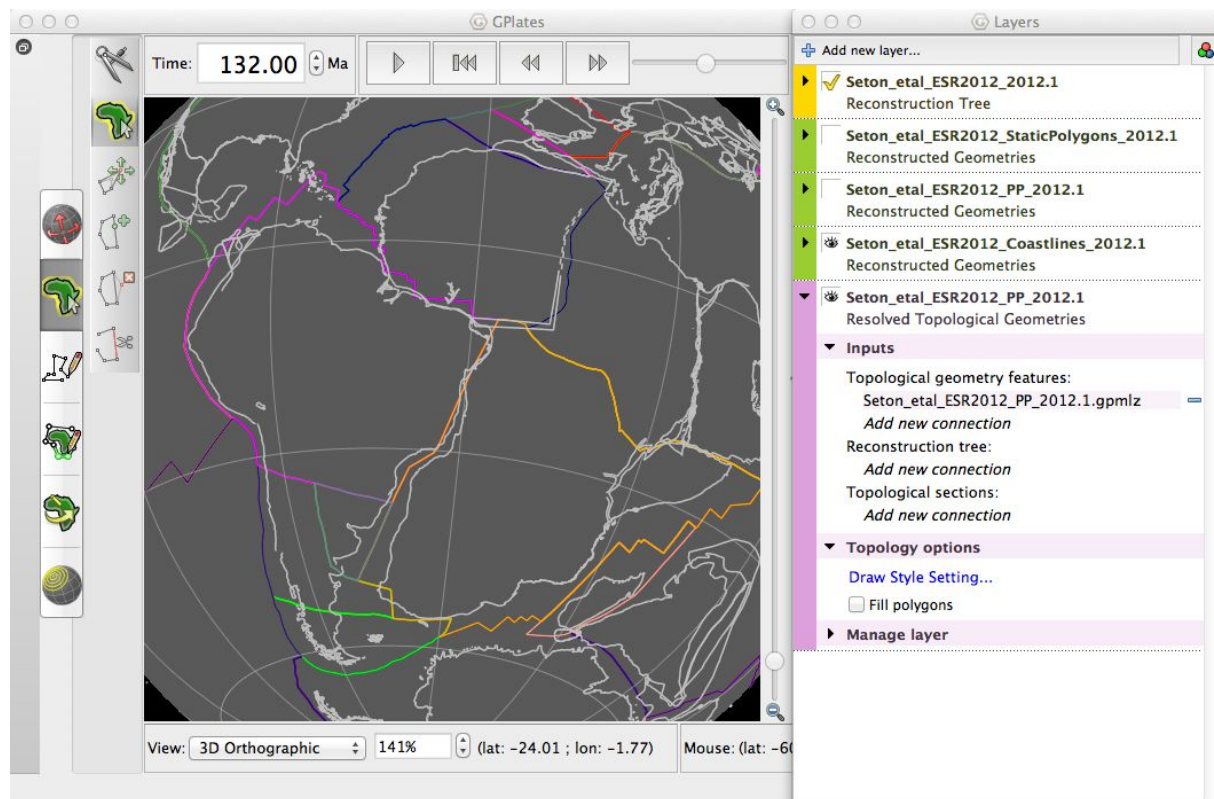 GPlates
Time: 132.00 Ma
View: 3D Orthographic 141% (lat: -24.01 ; lon: -1.77) Mouse: (lat: -60
Layers
Add new layer...
Seton_etal_ESR2012_2012.1
Reconstruction Tree
Seton_etal_ESR2012_StaticPolygons_2012.1
Reconstructed Geometries
Seton_etal_ESR2012_PP_2012.1
Reconstructed Geometries
Seton_etal_ESR2012_Coastlines_2012.1
Reconstructed Geometries
Seton_etal_ESR2012_PP_2012.1
Resolved Topological Geometries
Inputs
Topological geometry features:
Seton_etal_ESR2012_PP_2012.1.gpmlz
Add new connection
Reconstruction tree:
Add new connection
Topological sections:
Add new connection
Topology options
Draw Style Setting...
Fill polygons
Manage layer